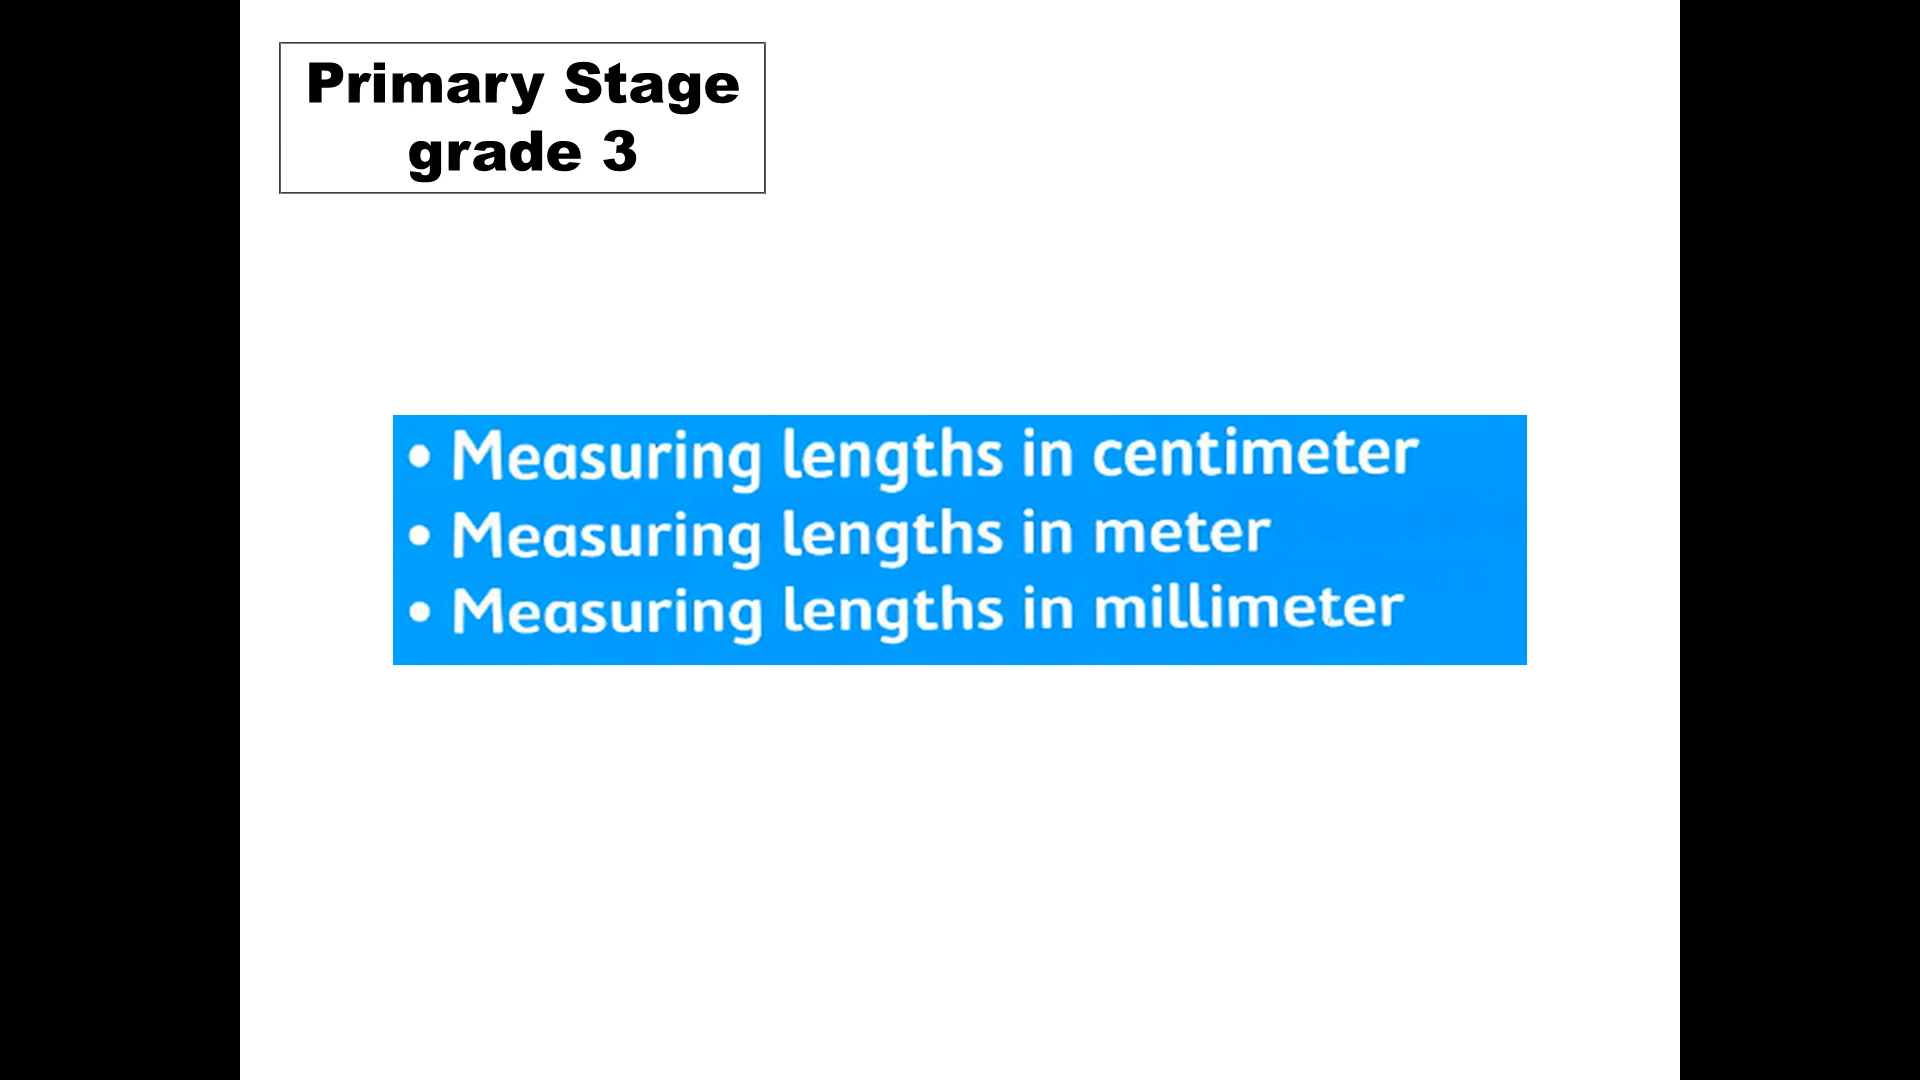 Primary Stage
grade 3
• Measuring lengths in centimeter
• Measuring lengths in meter
• Measuring lengths in millimeter